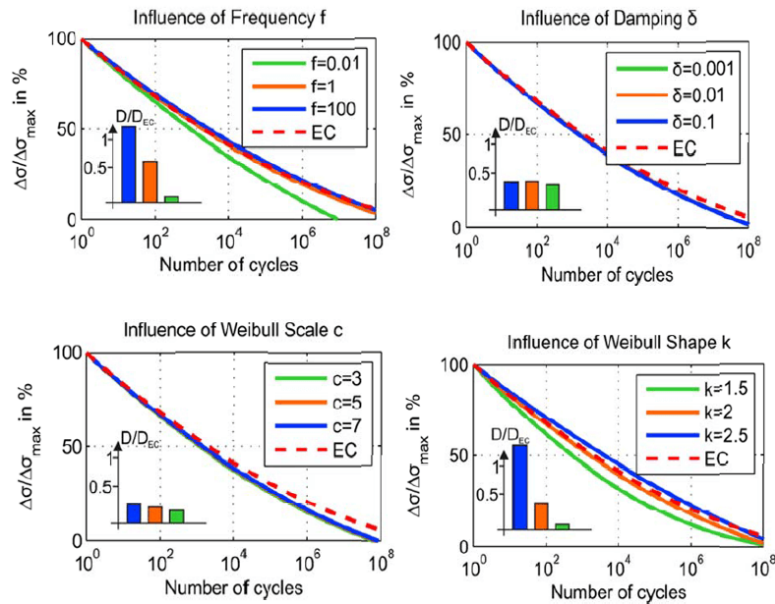 Influence of Frequency f
Δσ/Δσmax in %
100
50
0
f=0.01
f=1
f=100
EC
D/DEC
1
0.5
10^0 10^2 10^4 10^6 10^8
Number of cycles
Influence of Damping δ
Δσ/Δσmax in %
100
50
0
δ=0.001
δ=0.01
δ=0.1
EC
D/DEC
1
0.5
10^0 10^2 10^4 10^6 10^8
Number of cycles
Influence of Weibull Scale c
Δσ/Δσmax in %
100
50
0
c=3
c=5
c=7
EC
D/DEC
1
0.5
10^0 10^2 10^4 10^6 10^8
Number of cycles
Influence of Weibull Shape k
Δσ/Δσmax in %
100
50
0
k=1.5
k=2
k=2.5
EC
D/DEC
1
0.5
10^0 10^2 10^4 10^6 10^8
Number of cycles